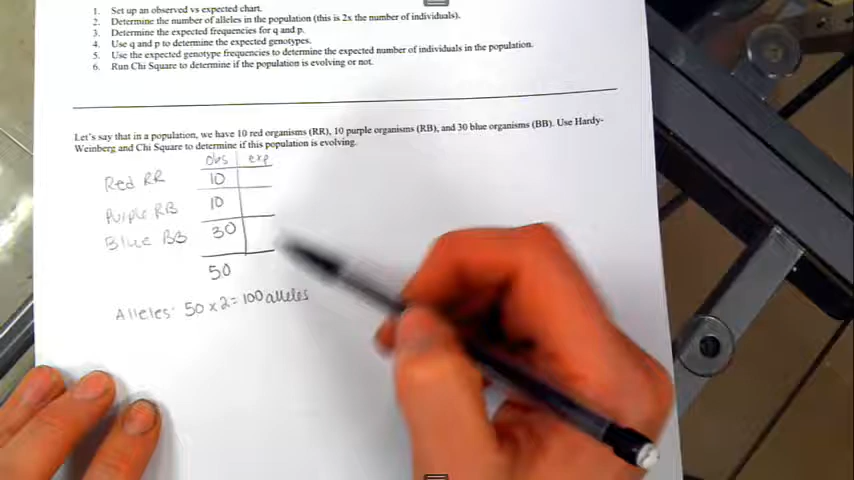 1. Set up an observed vs expected chart.
2. Determine the number of alleles in the population (this is 2x the number of individuals).
3. Determine the expected frequencies for q and p.
4. Use q and p to determine the expected genotypes.
5. Use the expected genotype frequencies to determine the expected number of individuals in the population.
6. Run Chi Square to determine if the population is evolving or not.
Let's say that in a population, we have 10 red organisms (RR), 10 purple organisms (RB), and 30 blue organisms (BB). Use Hardy-
Weinberg and Chi Square to determine if this population is evolving.
obs exp
Red RR 10
Purple RB 10
Blue BB 30
50
Alleles: 50 x 2 = 100 alleles